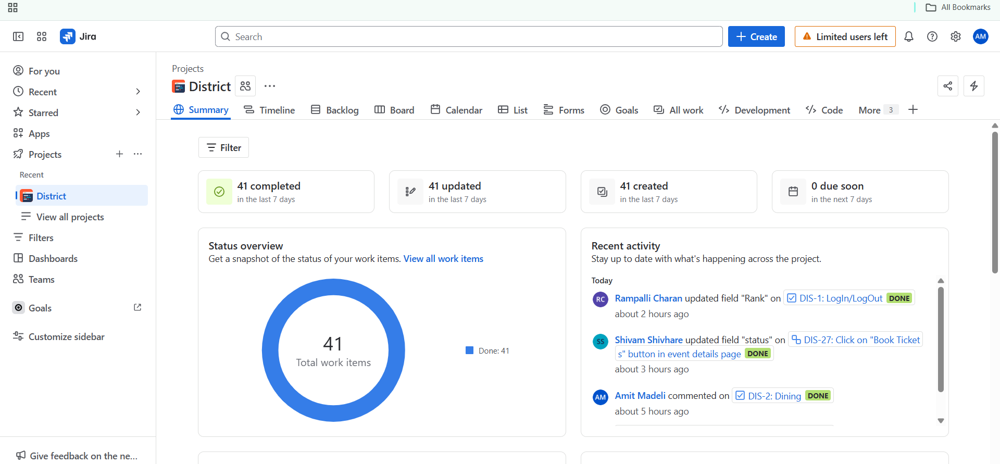 All Bookmarks
Jira
Search
Create
Limited users left
AM
For you
Recent
Starred
Apps
Projects
Recent
District
View all projects
Filters
Dashboards
Teams
Goals
Customize sidebar
Give feedback on the ne...
Projects
District
Summary Timeline Backlog Board Calendar List Forms Goals All work Development Code More 3
Filter
41 completed
in the last 7 days
41 updated
in the last 7 days
41 created
in the last 7 days
0 due soon
in the next 7 days
Status overview
Get a snapshot of the status of your work items. View all work items
41
Total work items
Done: 41
Recent activity
Stay up to date with what's happening across the project.
Today
RC Rampalli Charan updated field "Rank" on DIS-1: LogIn/LogOut DONE
about 2 hours ago
SS Shivam Shivhare updated field "status" on DIS-27: Click on "Book Ticket
s" button in event details page DONE
about 3 hours ago
AM Amit Madeli commented on DIS-2: Dining DONE
about 5 hours ago